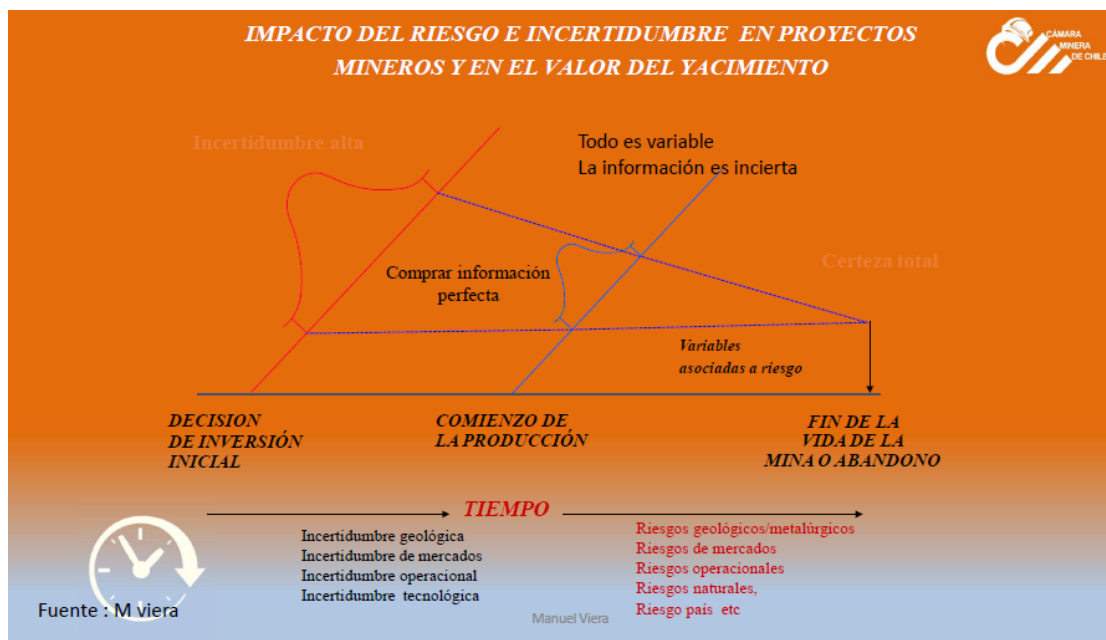 IMPACTO DEL RIESGO E INCERTIDUMBRE EN PROYECTOS
MINEROS Y EN EL VALOR DEL YACIMIENTO
CÁMARA
MINERA
DE CHILE
Incertidumbre alta
Todo es variable
La información es incierta
Comprar información
perfecta
Certeza total
Variables
asociadas a riesgo
DECISION
DE INVERSIÓN
INICIAL
COMIENZO DE
LA PRODUCCIÓN
FIN DE LA
VIDA DE LA
MINA O ABANDONO
TIEMPO
Incertidumbre geológica
Incertidumbre de mercados
Incertidumbre operacional
Incertidumbre tecnológica
Riesgos geológicos/metalúrgicos
Riesgos de mercados
Riesgos operacionales
Riesgos naturales,
Riesgo país etc
Fuente : M viera
Manuel Viera